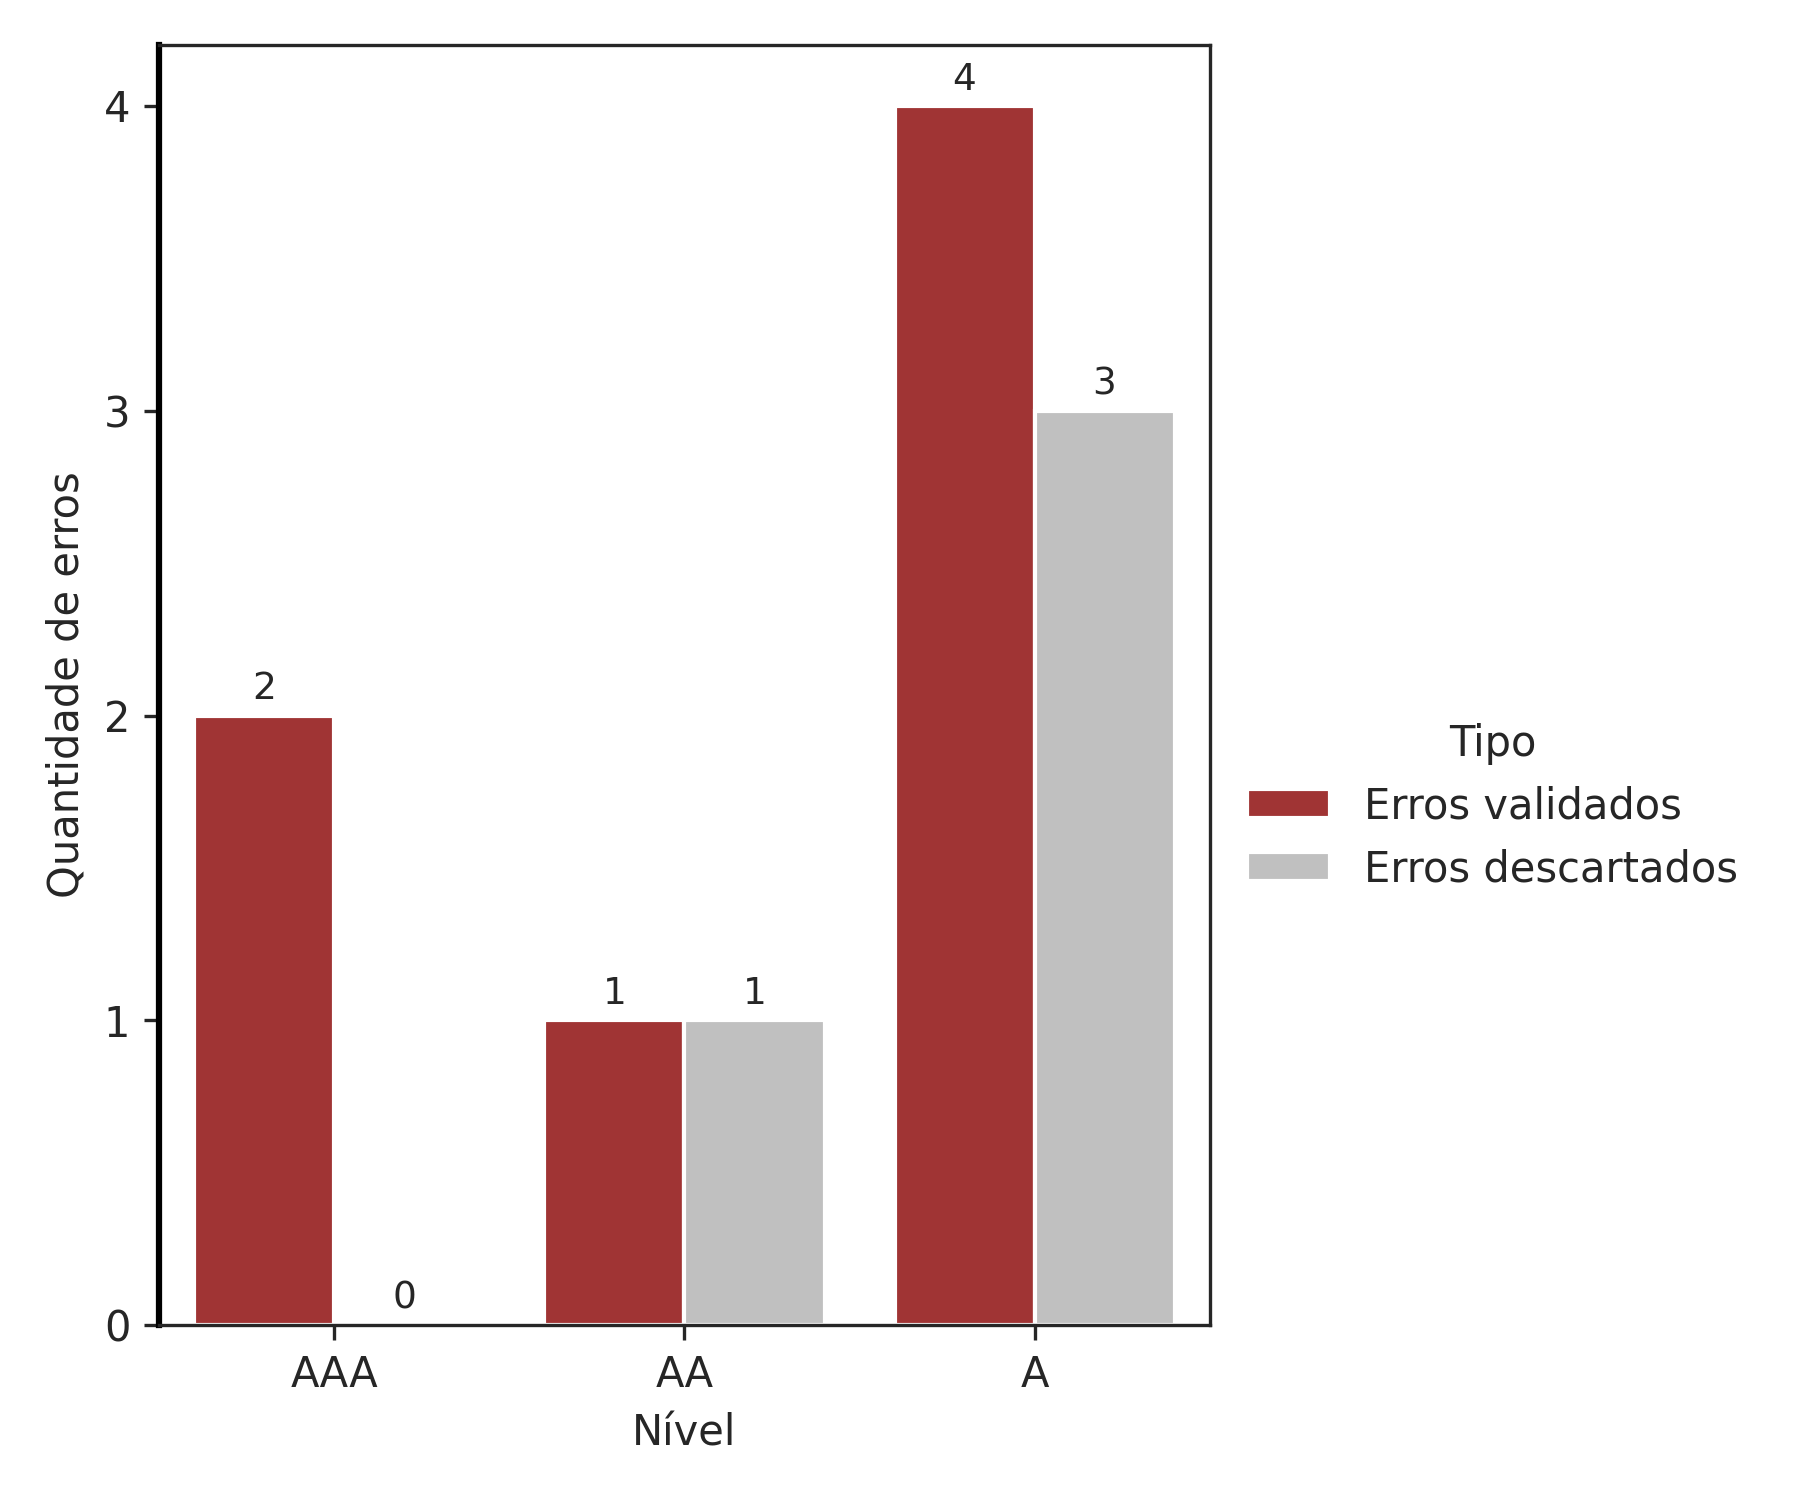 4
4
3
3
2
2
1
1
1
0
0
AAA
AA
A
Nível
Quantidade de erros
Tipo
Erros validados
Erros descartados